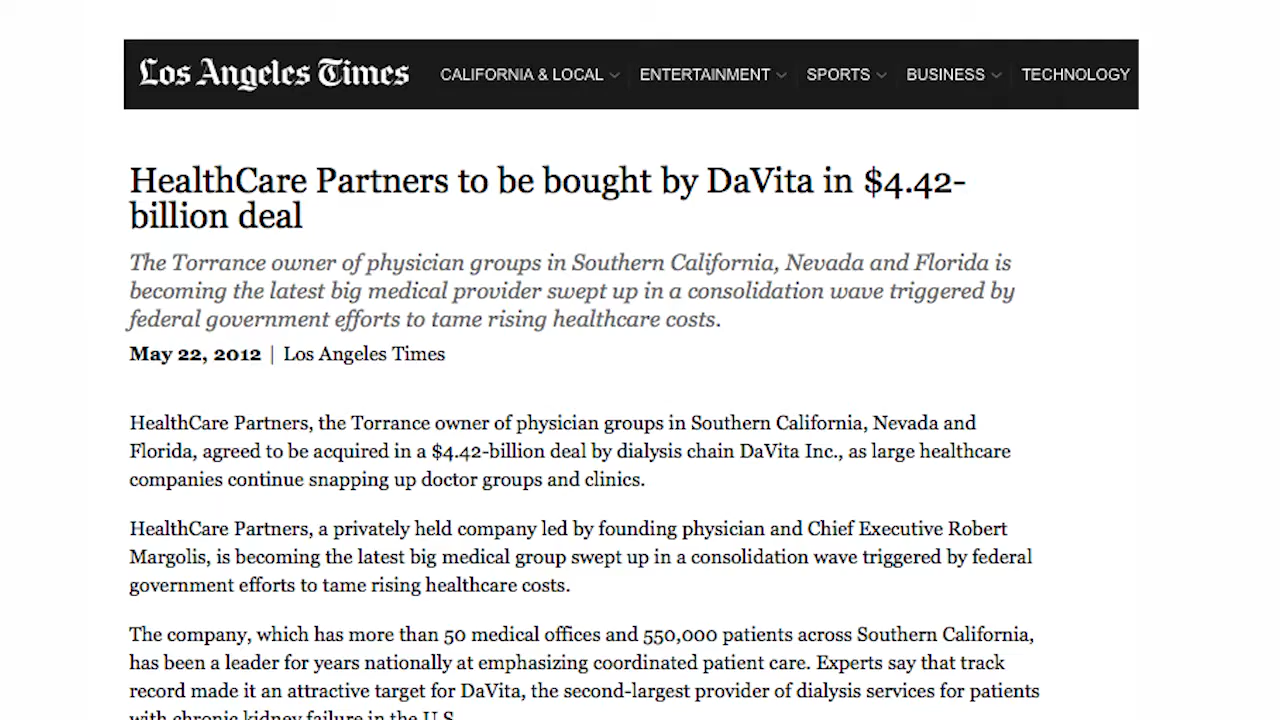 Los Angeles Times CALIFORNIA & LOCAL ENTERTAINMENT SPORTS BUSINESS TECHNOLOGY
HealthCare Partners to be bought by DaVita in $4.42-
billion deal
The Torrance owner of physician groups in Southern California, Nevada and Florida is
becoming the latest big medical provider swept up in a consolidation wave triggered by
federal government efforts to tame rising healthcare costs.
May 22, 2012 | Los Angeles Times
HealthCare Partners, the Torrance owner of physician groups in Southern California, Nevada and
Florida, agreed to be acquired in a $4.42-billion deal by dialysis chain DaVita Inc., as large healthcare
companies continue snapping up doctor groups and clinics.
HealthCare Partners, a privately held company led by founding physician and Chief Executive Robert
Margolis, is becoming the latest big medical group swept up in a consolidation wave triggered by federal
government efforts to tame rising healthcare costs.
The company, which has more than 50 medical offices and 550,000 patients across Southern California,
has been a leader for years nationally at emphasizing coordinated patient care. Experts say that track
record made it an attractive target for DaVita, the second-largest provider of dialysis services for patients
with chronic kidney failure in the U.S.